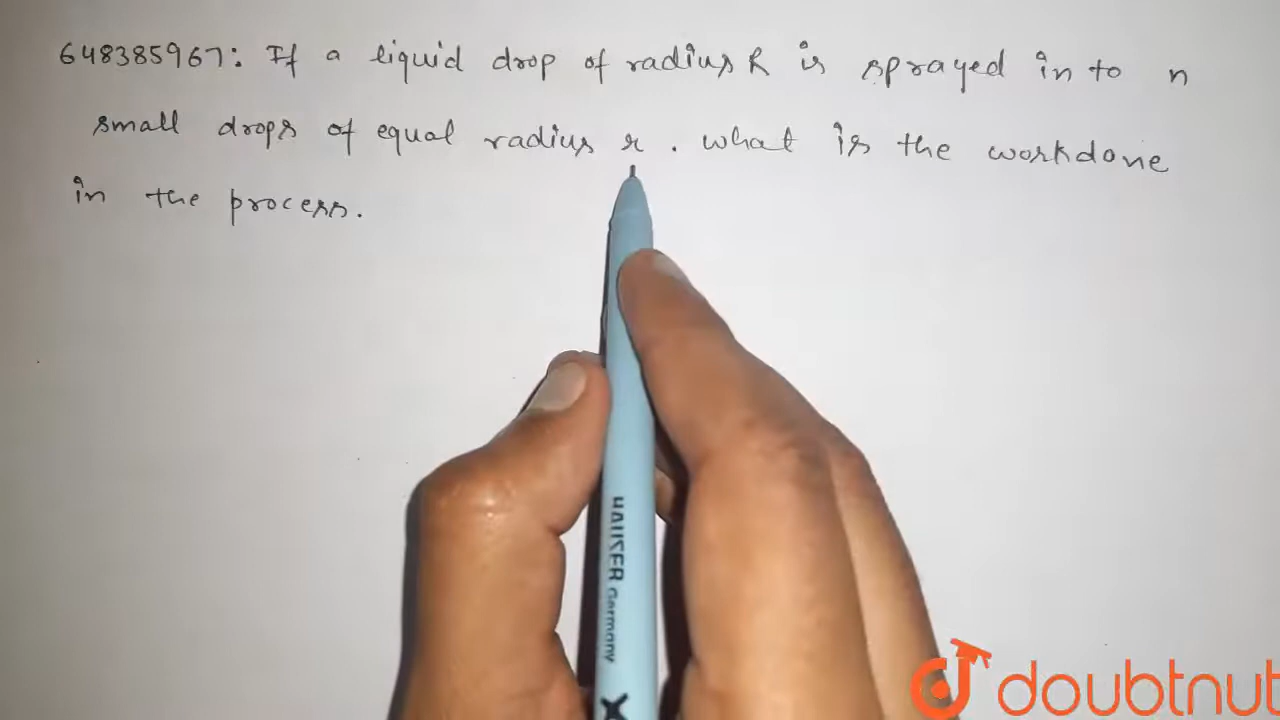 648385967: If a liquid drop of radius R is sprayed in to n
small drops of equal radius r. what is the workdone
in the process.
HAUSER Germany X
doubtnut